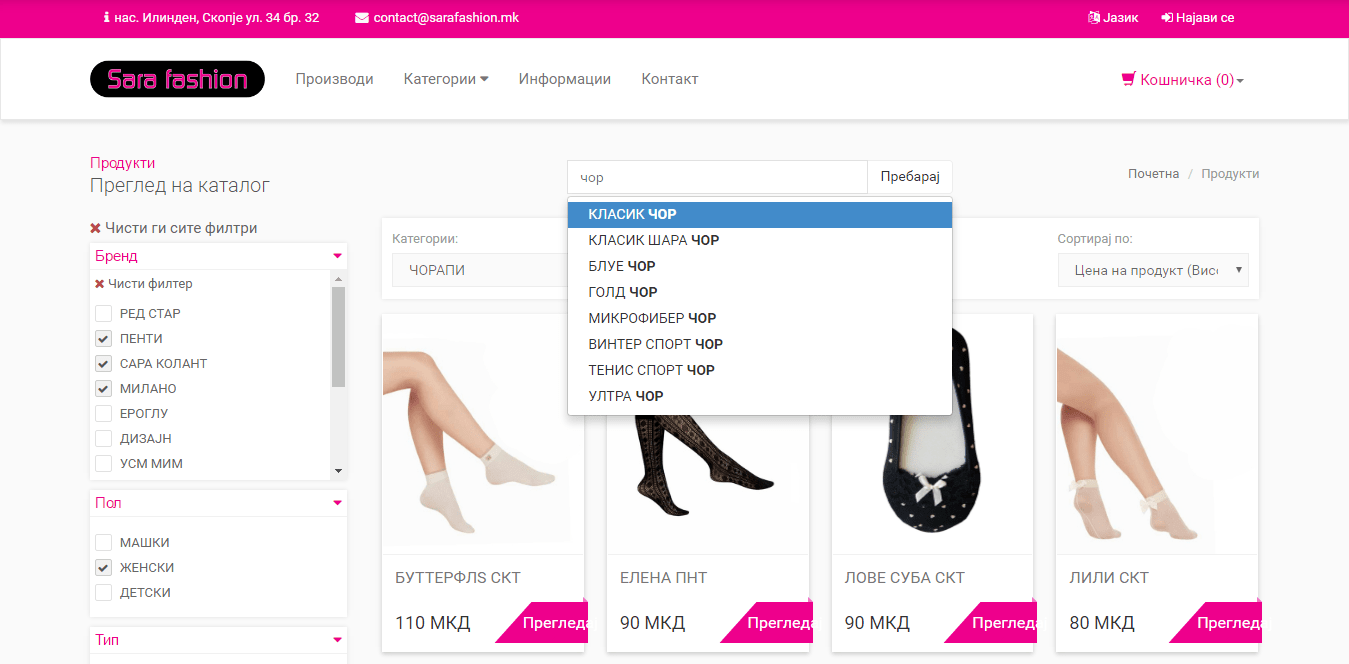 нас. Илинден, Скопје ул. 34 бр. 32
contact@sarafashion.mk
Јазик
Најави се
Sara fashion
Производи
Категории
Информации
Контакт
Кошничка (0)
Продукти
Преглед на каталог
чор
Пребарај
Почетна / Продукти
КЛАСИК ЧОР
КЛАСИК ШАРА ЧОР
БЛУЕ ЧОР
ГОЛД ЧОР
МИКРОФИБЕР ЧОР
ВИНТЕР СПОРТ ЧОР
ТЕНИС СПОРТ ЧОР
УЛТРА ЧОР
Чисти ги сите филтри
Бренд
Чисти филтер
РЕД СТАР
ПЕНТИ
САРА КОЛАНТ
МИЛАНО
ЕРОГЛУ
ДИЗАЈН
УСМ МИМ
Пол
МАШКИ
ЖЕНСКИ
ДЕТСКИ
Тип
Категории:
ЧОРАПИ
Сортирај по:
Цена на продукт (Висо
БУТТЕРФЛЅ СКТ
110 МКД
Прегледа
ЕЛЕНА ПНТ
90 МКД
Прегледа
ЛОВЕ СУБА СКТ
90 МКД
Прегледа
ЛИЛИ СКТ
80 МКД
Прегледа